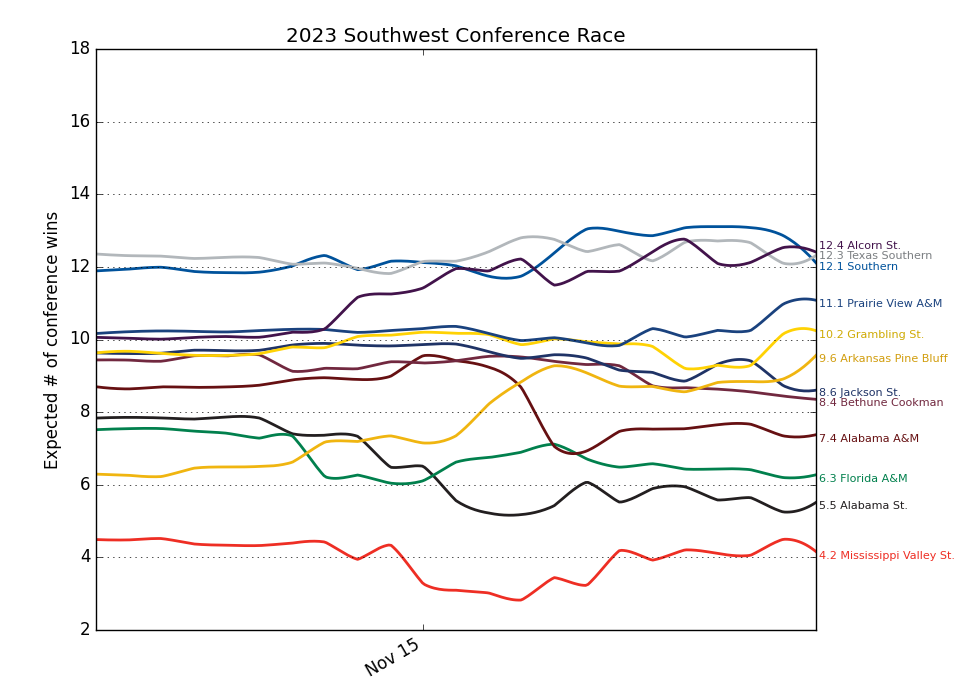 2023 Southwest Conference Race
Expected # of conference wins
18
16
14
12
10
8
6
4
2
Nov 15
12.4 Alcorn St.
12.3 Texas Southern
12.1 Southern
11.1 Prairie View A&M
10.2 Grambling St.
9.6 Arkansas Pine Bluff
8.6 Jackson St.
8.4 Bethune Cookman
7.4 Alabama A&M
6.3 Florida A&M
5.5 Alabama St.
4.2 Mississippi Valley St.